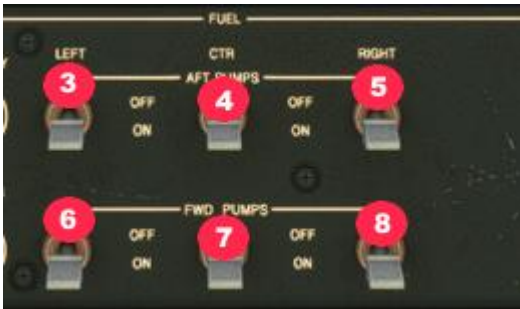 FUEL
LEFT CTR RIGHT
3 4 5
AFT PUMPS
OFF OFF
ON ON
6 7 8
FWD PUMPS
OFF OFF
ON ON